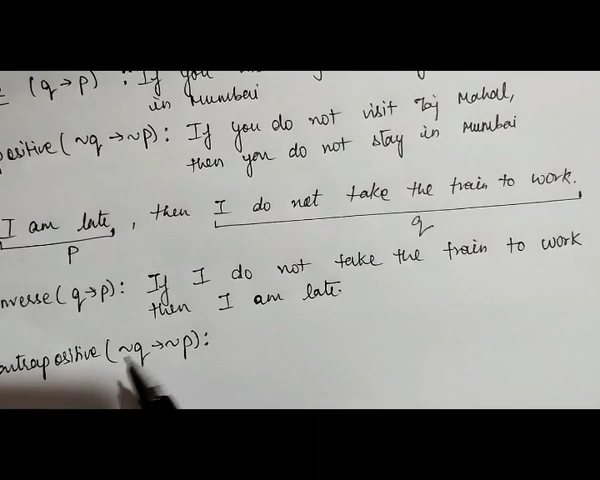 (q→p) : If you
in Mumbai
positive (~q→~p): If you do not visit Taj Mahal,
then you do not stay in Mumbai
I am late, then I do not take the train to work.
p q
nverse (q→p): If I do not take the train to work
then I am late.
ontrapositive (~q→~p):